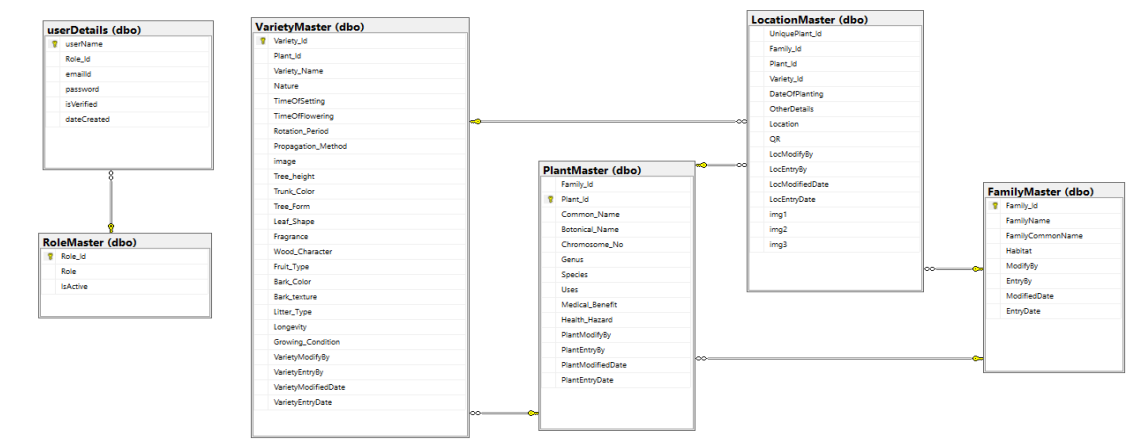 userDetails (dbo)
userName
Role_Id
emailId
password
isVerified
dateCreated
RoleMaster (dbo)
Role_Id
Role
IsActive
VarietyMaster (dbo)
Variety_Id
Plant_Id
Variety_Name
Nature
TimeOfSetting
TimeOfFlowering
Rotation_Period
Propagation_Method
image
Tree_height
Trunk_Color
Tree_Form
Leaf_Shape
Fragrance
Wood_Character
Fruit_Type
Bark_Color
Bark_texture
Litter_Type
Longevity
Growing_Condition
VarietyModifyBy
VarietyEntryBy
VarietyModifiedDate
VarietyEntryDate
PlantMaster (dbo)
Family_Id
Plant_Id
Common_Name
Botonical_Name
Chromosome_No
Genus
Species
Uses
Medical_Benefit
Health_Hazard
PlantModifyBy
PlantEntryBy
PlantModifiedDate
PlantEntryDate
LocationMaster (dbo)
UniquePlant_Id
Family_Id
Plant_Id
Variety_Id
DateOfPlanting
OtherDetails
Location
QR
LocModifyBy
LocEntryBy
LocModifiedDate
LocEntryDate
img1
img2
img3
FamilyMaster (dbo)
Family_Id
FamilyName
FamilyCommonName
Habitat
ModifyBy
EntryBy
ModifiedDate
EntryDate